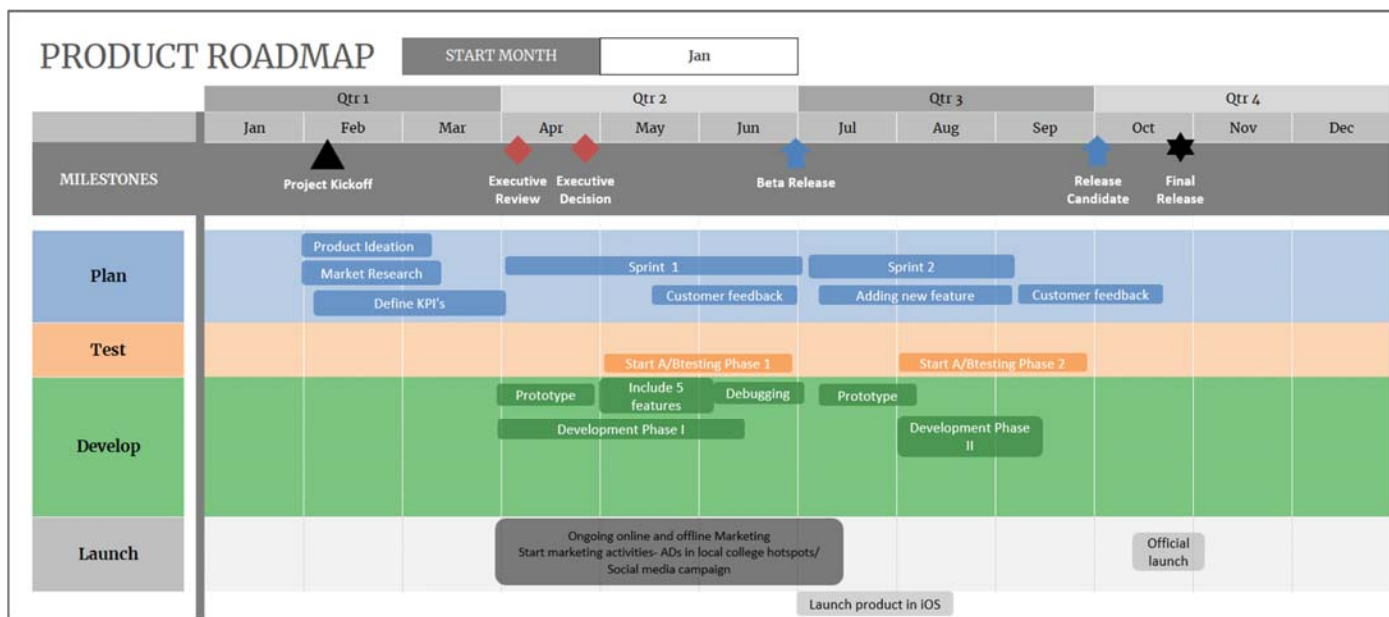 PRODUCT ROADMAP
START MONTH
Jan
Qtr 1
Qtr 2
Qtr 3
Qtr 4
Jan
Feb
Mar
Apr
May
Jun
Jul
Aug
Sep
Oct
Nov
Dec
MILESTONES
Project Kickoff
Executive
Review
Executive
Decision
Beta Release
Release
Candidate
Final
Release
Plan
Product Ideation
Market Research
Define KPI's
Sprint 1
Customer feedback
Sprint 2
Adding new feature
Customer feedback
Test
Start A/Btesting Phase 1
Start A/Btesting Phase 2
Develop
Prototype
Include 5
features
Debugging
Prototype
Development Phase I
Development Phase
II
Launch
Ongoing online and offline Marketing
Start marketing activities- ADs in local college hotspots/
Social media campaign
Official
launch
Launch product in iOS